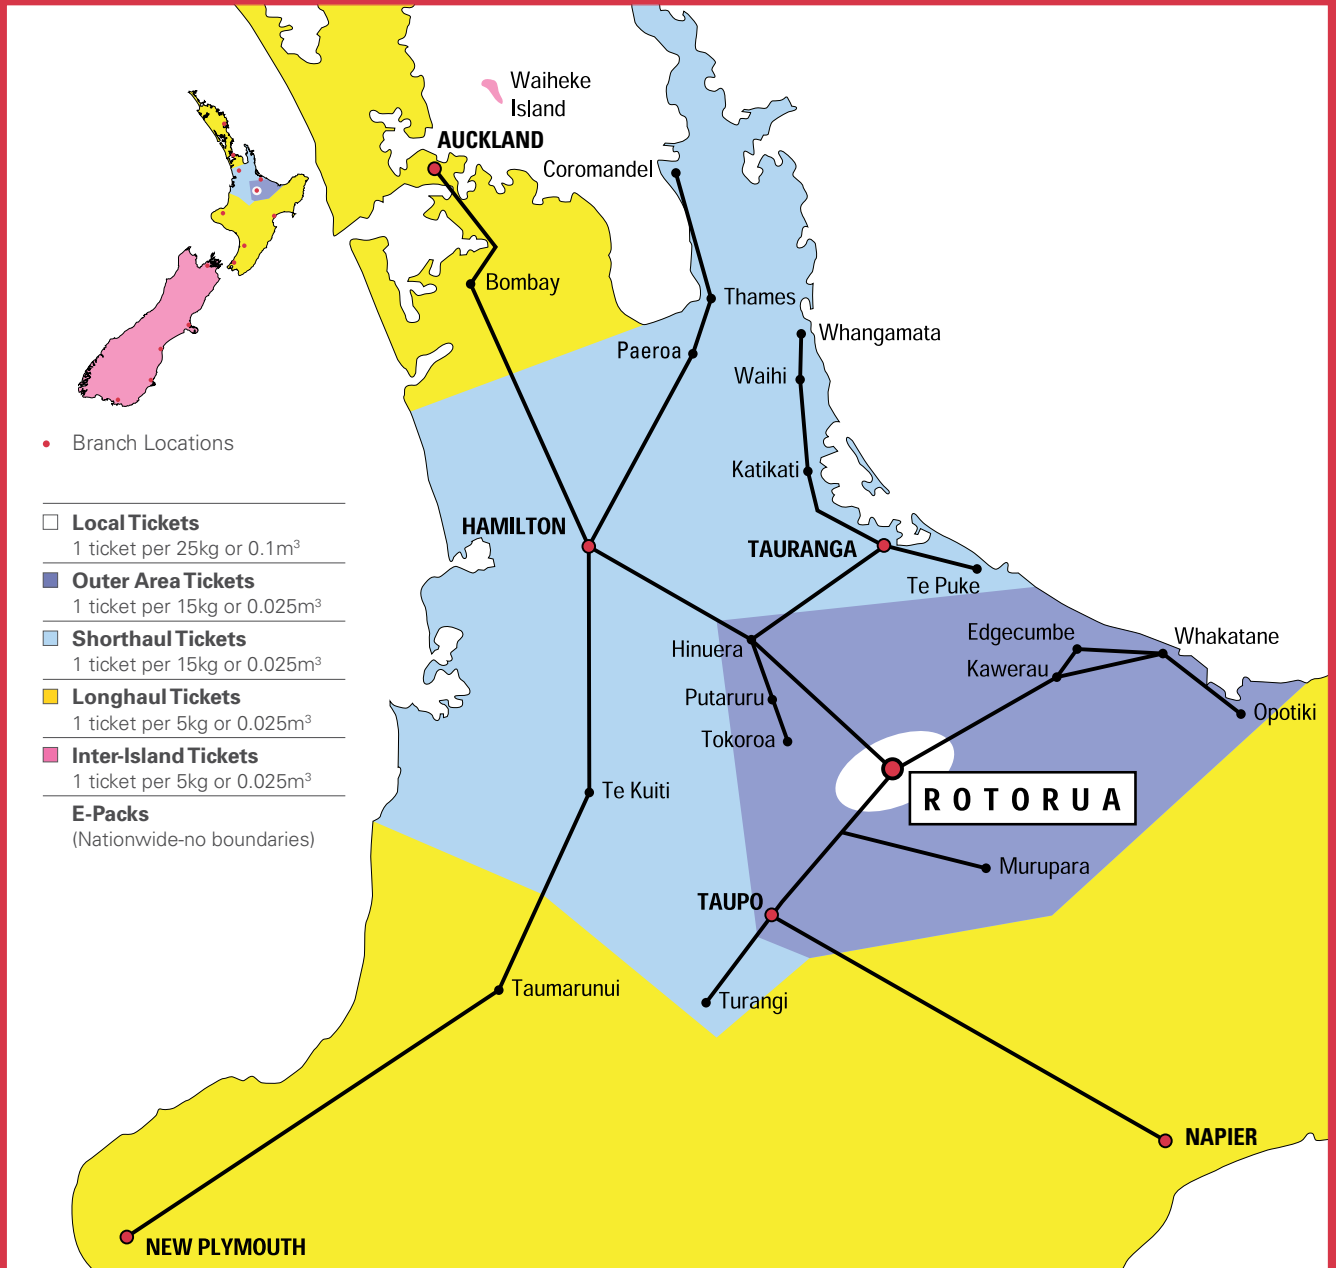 Waiheke
Island
AUCKLAND
Coromandel
Bombay
Thames
Whangamata
Paeroa
Waihi
Branch Locations
Katikati
Local Tickets
1 ticket per 25kg or 0.1m³
Outer Area Tickets
1 ticket per 15kg or 0.025m³
Shorthaul Tickets
1 ticket per 15kg or 0.025m³
Longhaul Tickets
1 ticket per 5kg or 0.025m³
Inter-Island Tickets
1 ticket per 5kg or 0.025m³
E-Packs
(Nationwide-no boundaries)
HAMILTON
TAURANGA
Te Puke
Edgecumbe
Whakatane
Hinuera
Kawerau
Putaruru
Opotiki
Tokoroa
Te Kuiti
ROTORUA
Murupara
TAUPO
Taumarunui
Turangi
NAPIER
NEW PLYMOUTH